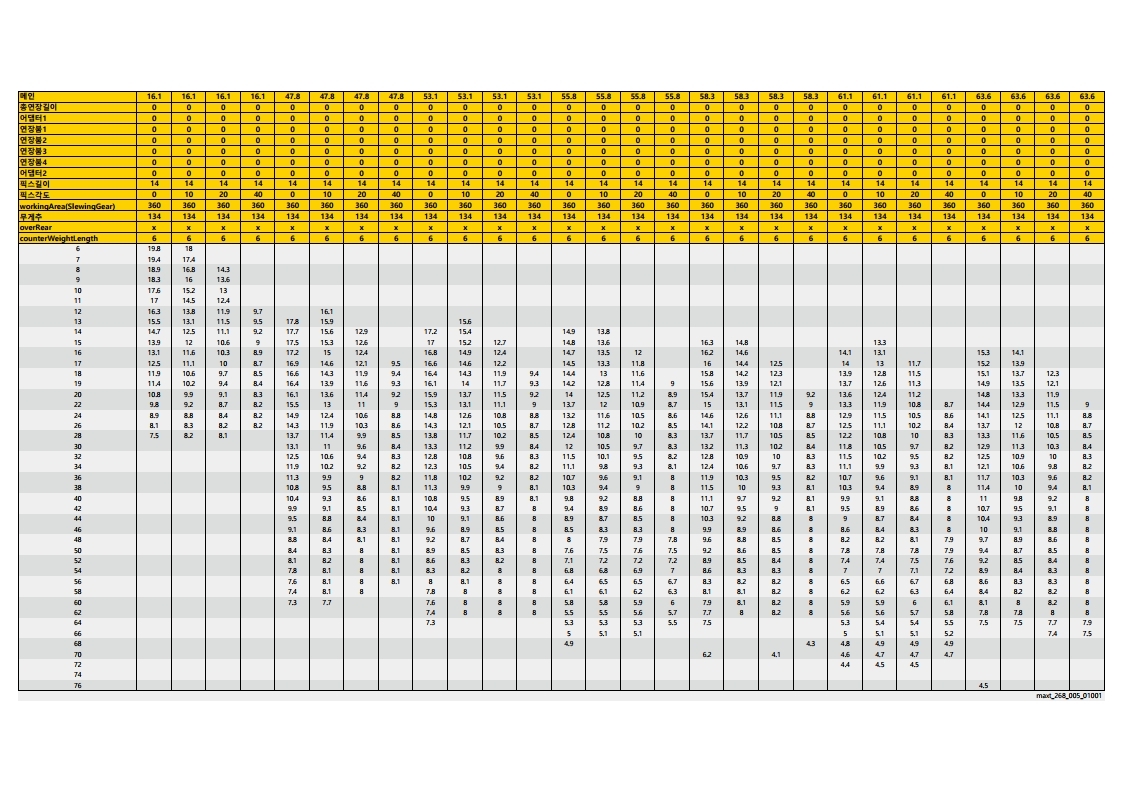 메인 16.1 16.1 16.1 16.1 47.8 47.8 47.8 47.8 53.1 53.1 53.1 53.1 55.8 55.8 55.8 55.8 58.3 58.3 58.3 58.3 61.1 61.1 61.1 61.1 63.6 63.6 63.6 63.6
총연장길이 0 0 0 0 0 0 0 0 0 0 0 0 0 0 0 0 0 0 0 0 0 0 0 0 0 0 0 0
어댑터1 0 0 0 0 0 0 0 0 0 0 0 0 0 0 0 0 0 0 0 0 0 0 0 0 0 0 0 0
연장붐1 0 0 0 0 0 0 0 0 0 0 0 0 0 0 0 0 0 0 0 0 0 0 0 0 0 0 0 0
연장붐2 0 0 0 0 0 0 0 0 0 0 0 0 0 0 0 0 0 0 0 0 0 0 0 0 0 0 0 0
연장붐3 0 0 0 0 0 0 0 0 0 0 0 0 0 0 0 0 0 0 0 0 0 0 0 0 0 0 0 0
연장붐4 0 0 0 0 0 0 0 0 0 0 0 0 0 0 0 0 0 0 0 0 0 0 0 0 0 0 0 0
어댑터2 0 0 0 0 0 0 0 0 0 0 0 0 0 0 0 0 0 0 0 0 0 0 0 0 0 0 0 0
픽스길이 14 14 14 14 14 14 14 14 14 14 14 14 14 14 14 14 14 14 14 14 14 14 14 14 14 14 14 14
픽스각도 0 10 20 40 0 10 20 40 0 10 20 40 0 10 20 40 0 10 20 40 0 10 20 40 0 10 20 40
workingArea(SlewingGear) 360 360 360 360 360 360 360 360 360 360 360 360 360 360 360 360 360 360 360 360 360 360 360 360 360 360 360 360
무게추 134 134 134 134 134 134 134 134 134 134 134 134 134 134 134 134 134 134 134 134 134 134 134 134 134 134 134 134
overRear x x x x x x x x x x x x x x x x x x x x x x x x x x x x
counterWeightLength 6 6 6 6 6 6 6 6 6 6 6 6 6 6 6 6 6 6 6 6 6 6 6 6 6 6 6 6
6 19.8 18
7 19.4 17.4
8 18.9 16.8 14.3
9 18.3 16 13.6
10 17.6 15.2 13
11 17 14.5 12.4
12 16.3 13.8 11.9 9.7 16.1
13 15.5 13.1 11.5 9.5 17.8 15.9 15.6
14 14.7 12.5 11.1 9.2 17.7 15.6 12.9 17.2 15.4 14.9 13.8
15 13.9 12 10.6 9 17.5 15.3 12.6 17 15.2 12.7 14.8 13.6 16.3 14.8 13.3
16 13.1 11.6 10.3 8.9 17.2 15 12.4 16.8 14.9 12.4 14.7 13.5 12 16.2 14.6 14.1 13.1 15.3 14.1
17 12.5 11.1 10 8.7 16.9 14.6 12.1 9.5 16.6 14.6 12.2 14.5 13.3 11.8 16 14.4 12.5 14 13 11.7 15.2 13.9
18 11.9 10.6 9.7 8.5 16.6 14.3 11.9 9.4 16.4 14.3 11.9 9.4 14.4 13 11.6 15.8 14.2 12.3 13.9 12.8 11.5 15.1 13.7 12.3
19 11.4 10.2 9.4 8.4 16.4 13.9 11.6 9.3 16.1 14 11.7 9.3 14.2 12.8 11.4 9 15.6 13.9 12.1 13.7 12.6 11.3 14.9 13.5 12.1
20 10.8 9.9 9.1 8.3 16.1 13.6 11.4 9.2 15.9 13.7 11.5 9.2 14 12.5 11.2 8.9 15.4 13.7 11.9 9.2 13.6 12.4 11.2 14.8 13.3 11.9
22 9.8 9.2 8.7 8.2 15.5 13 11 9 15.3 13.1 11.1 9 13.7 12 10.9 8.7 15 13.1 11.5 9 13.3 11.9 10.8 8.7 14.4 12.9 11.5 9
24 8.9 8.8 8.4 8.2 14.9 12.4 10.6 8.8 14.8 12.6 10.8 8.8 13.2 11.6 10.5 8.6 14.6 12.6 11.1 8.8 12.9 11.5 10.5 8.6 14.1 12.5 11.1 8.8
26 8.1 8.3 8.2 8.2 14.3 11.9 10.3 8.6 14.3 12.1 10.5 8.7 12.8 11.2 10.2 8.5 14.1 12.2 10.8 8.7 12.5 11.1 10.2 8.4 13.7 12 10.8 8.7
28 7.5 8.2 8.1 13.7 11.4 9.9 8.5 13.8 11.7 10.2 8.5 12.4 10.8 10 8.3 13.7 11.7 10.5 8.5 12.2 10.8 10 8.3 13.3 11.6 10.5 8.5
30 13.1 11 9.6 8.4 13.3 11.2 9.9 8.4 12 10.5 9.7 8.3 13.2 11.3 10.2 8.4 11.8 10.5 9.7 8.2 12.9 11.3 10.3 8.4
32 12.5 10.6 9.4 8.3 12.8 10.8 9.6 8.3 11.5 10.1 9.5 8.2 12.8 10.9 10 8.3 11.5 10.2 9.5 8.2 12.5 10.9 10 8.3
34 11.9 10.2 9.2 8.2 12.3 10.5 9.4 8.2 11.1 9.8 9.3 8.1 12.4 10.6 9.7 8.3 11.1 9.9 9.3 8.1 12.1 10.6 9.8 8.2
36 11.3 9.9 9 8.2 11.8 10.2 9.2 8.2 10.7 9.6 9.1 8 11.9 10.3 9.5 8.2 10.7 9.6 9.1 8.1 11.7 10.3 9.6 8.2
38 10.8 9.5 8.8 8.1 11.3 9.9 9 8.1 10.3 9.4 9 8 11.5 10 9.3 8.1 10.3 9.4 8.9 8 11.4 10 9.4 8.1
40 10.4 9.3 8.6 8.1 10.8 9.5 8.9 8.1 9.8 9.2 8.8 8 11.1 9.7 9.2 8.1 9.9 9.1 8.8 8 11 9.8 9.2 8
42 9.9 9.1 8.5 8.1 10.4 9.3 8.7 8 9.4 8.9 8.6 8 10.7 9.5 9 8.1 9.5 8.9 8.6 8 10.7 9.5 9.1 8
44 9.5 8.8 8.4 8.1 10 9.1 8.6 8 8.9 8.7 8.5 8 10.3 9.2 8.8 8 9 8.7 8.4 8 10.4 9.3 8.9 8
46 9.1 8.6 8.3 8.1 9.6 8.9 8.5 8 8.5 8.3 8.3 8 9.9 8.9 8.6 8 8.6 8.4 8.3 8 10 9.1 8.8 8
48 8.8 8.4 8.1 8.1 9.2 8.7 8.4 8 8 7.9 7.9 7.8 9.6 8.8 8.5 8 8.2 8.2 8.1 7.9 9.7 8.9 8.6 8
50 8.4 8.3 8 8.1 8.9 8.5 8.3 8 7.6 7.5 7.6 7.5 9.2 8.6 8.5 8 7.8 7.8 7.8 7.9 9.4 8.7 8.5 8
52 8.1 8.2 8 8.1 8.6 8.3 8.2 8 7.1 7.2 7.2 7.2 8.9 8.5 8.4 8 7.4 7.4 7.5 7.6 9.2 8.5 8.4 8
54 7.8 8.1 8 8.1 8.3 8.2 8 8 6.8 6.8 6.9 7 8.6 8.3 8.3 8 7 7 7.1 7.2 8.9 8.4 8.3 8
56 7.6 8.1 8 8.1 8 8.1 8 8 6.4 6.5 6.5 6.7 8.3 8.2 8.2 8 6.5 6.6 6.7 6.8 8.6 8.3 8.3 8
58 7.4 8.1 8 7.8 8 8 8 6.1 6.1 6.2 6.3 8.1 8.2 8.2 8 6.2 6.2 6.3 6.4 8.4 8.2 8.2 8
60 7.3 7.7 7.6 8 8 8 5.8 5.8 5.9 6 7.9 8.1 8.2 8 5.9 5.9 6 6.1 8.1 8 8.2 8
62 7.4 8 8 8 5.5 5.5 5.6 5.7 7.7 8 8.2 8 5.6 5.6 5.7 5.8 7.8 7.8 8 8
64 7.3 5.3 5.3 5.3 5.5 7.5 5.3 5.4 5.4 5.5 7.5 7.5 7.7 7.9
66 5 5.1 5.1 5 5.1 5.1 5.2 7.4 7.5
68 4.9 4.3 4.8 4.9 4.9 4.9
70 6.2 4.1 4.6 4.7 4.7 4.7
72 4.4 4.5 4.5
74
76 4.5
maxt_268_005_01001